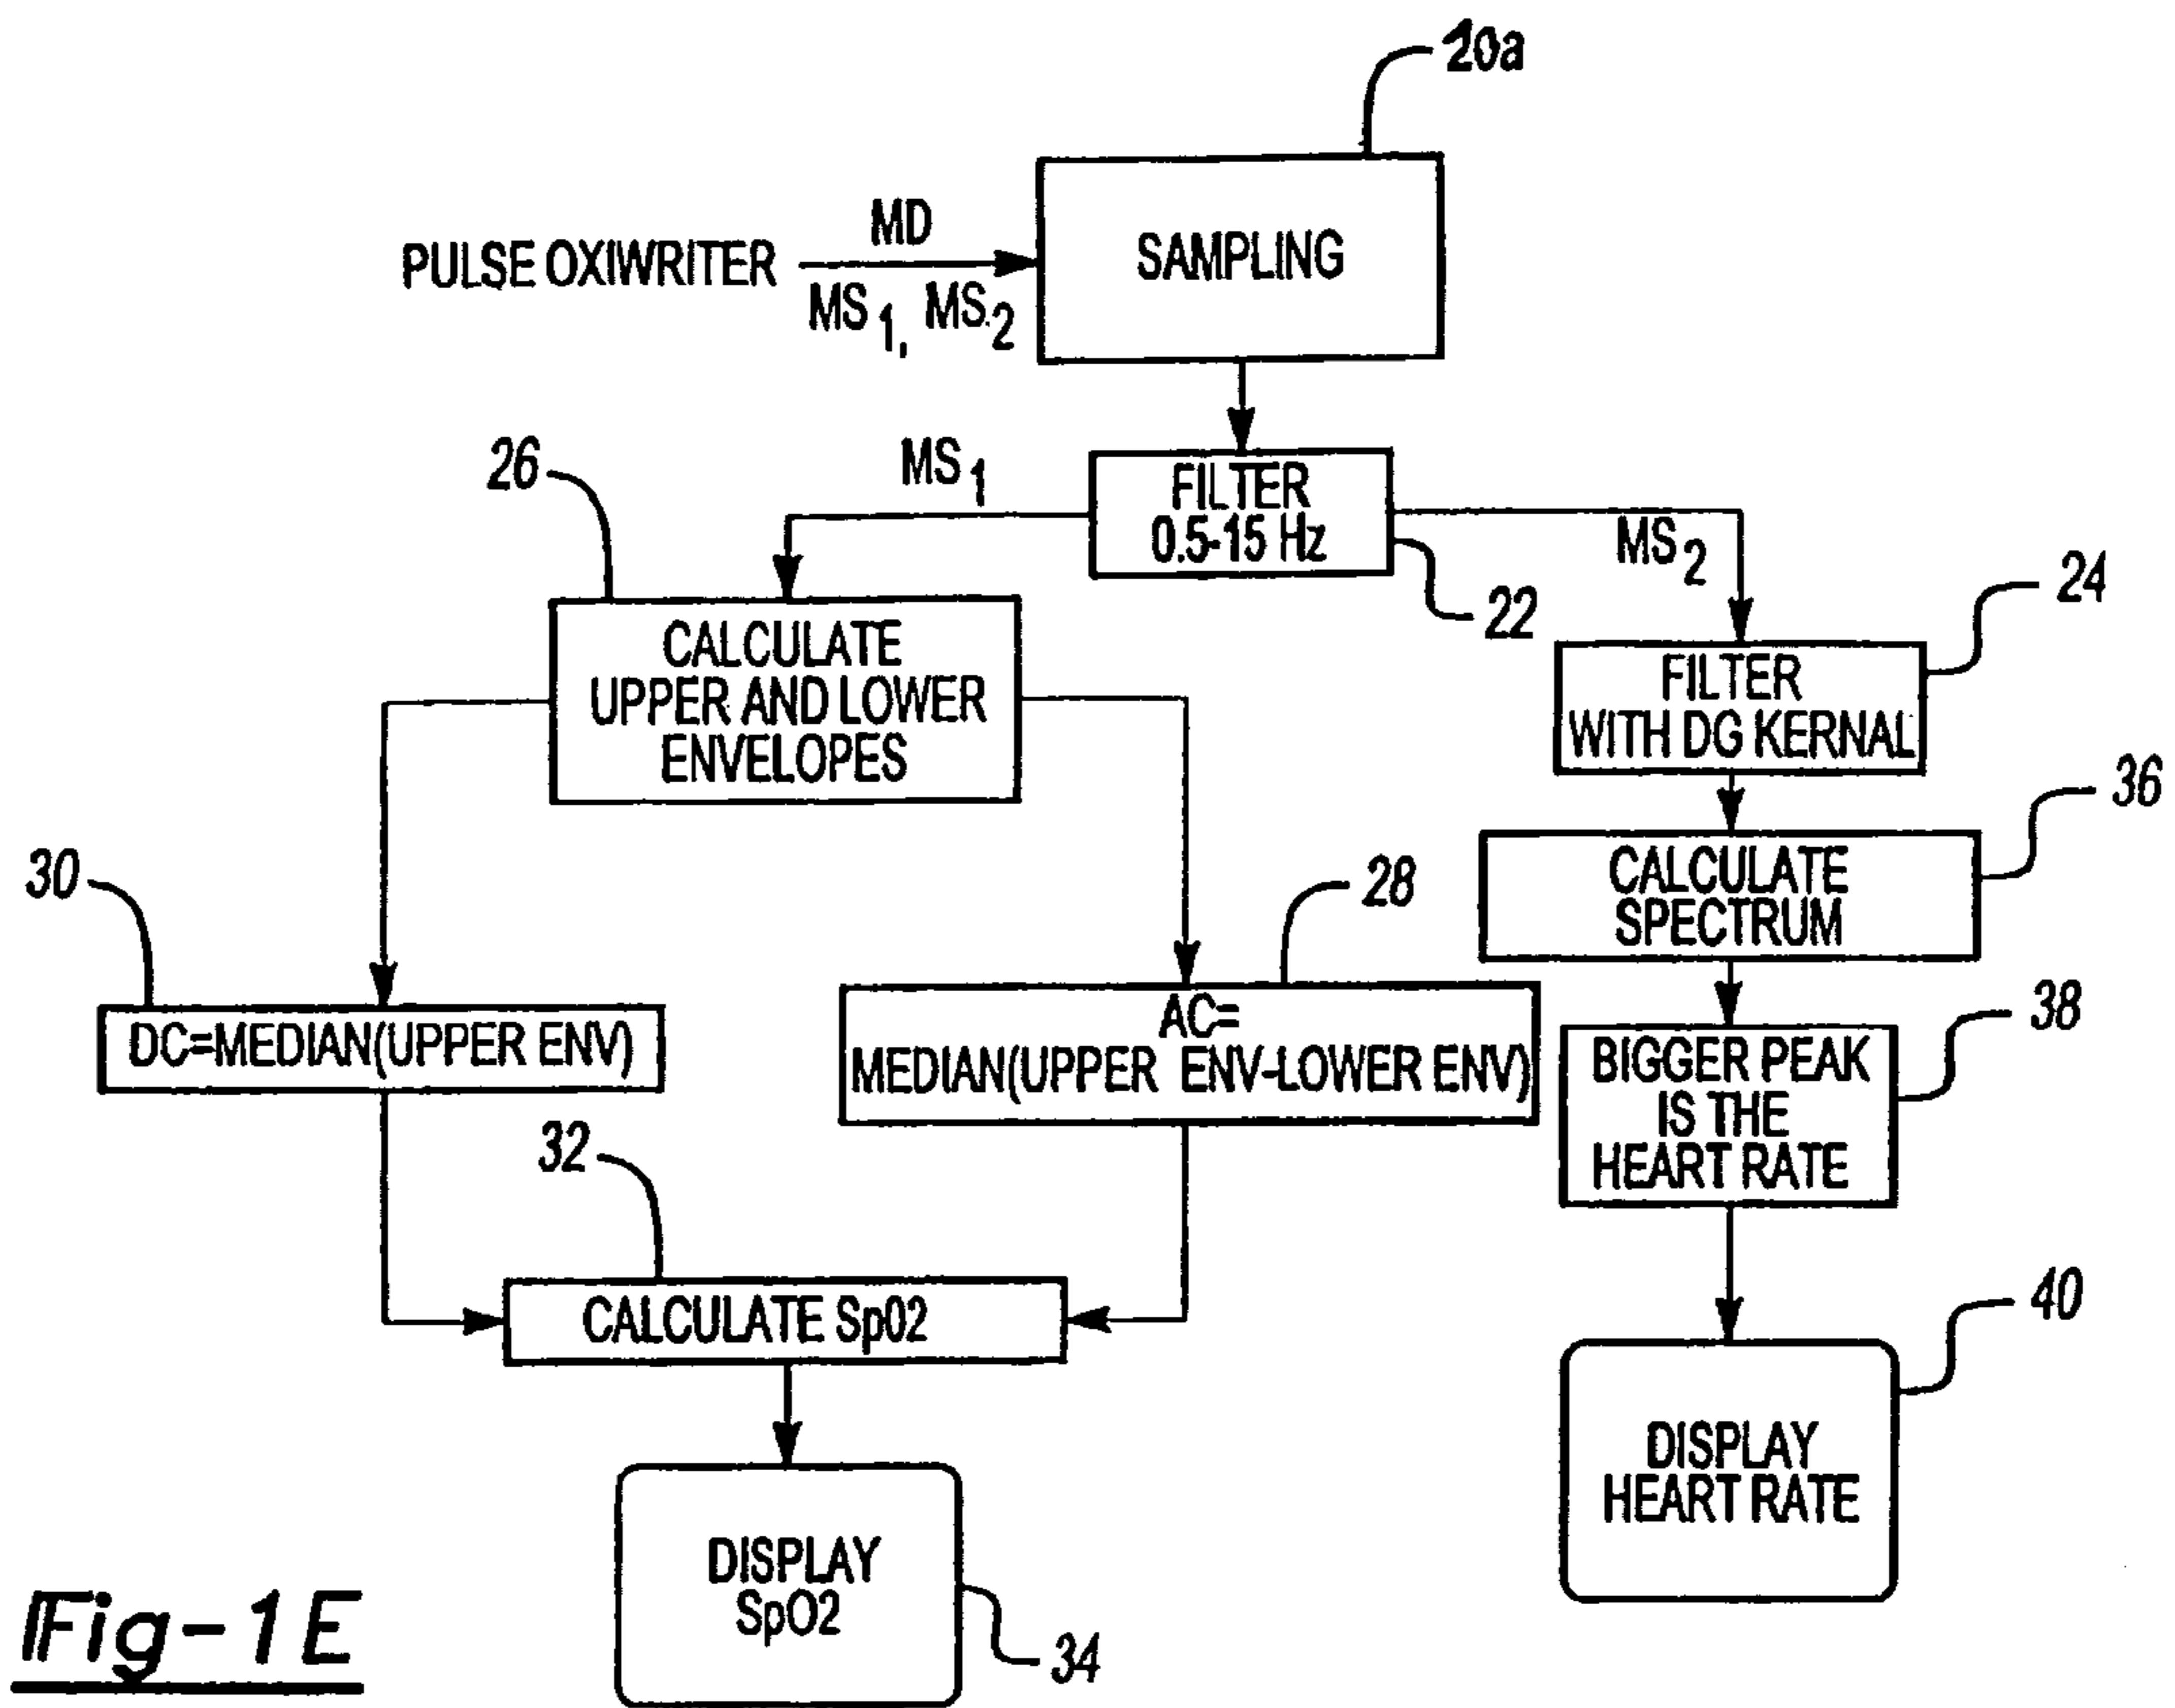 20a
SAMPLING
MD
PULSE OXIWRITER
MS1, MS2
FILTER
0.5-15 Hz
22
MS1
MS2
26
CALCULATE
UPPER AND LOWER
ENVELOPES
24
FILTER
WITH DG KERNAL
36
CALCULATE
SPECTRUM
30
DC=MEDIAN(UPPER ENV)
28
AC=
MEDIAN(UPPER ENV-LOWER ENV)
38
BIGGER PEAK
IS THE
HEART RATE
32
CALCULATE Sp02
40
DISPLAY
HEART RATE
DISPLAY
SpO2
34
Fig-1E